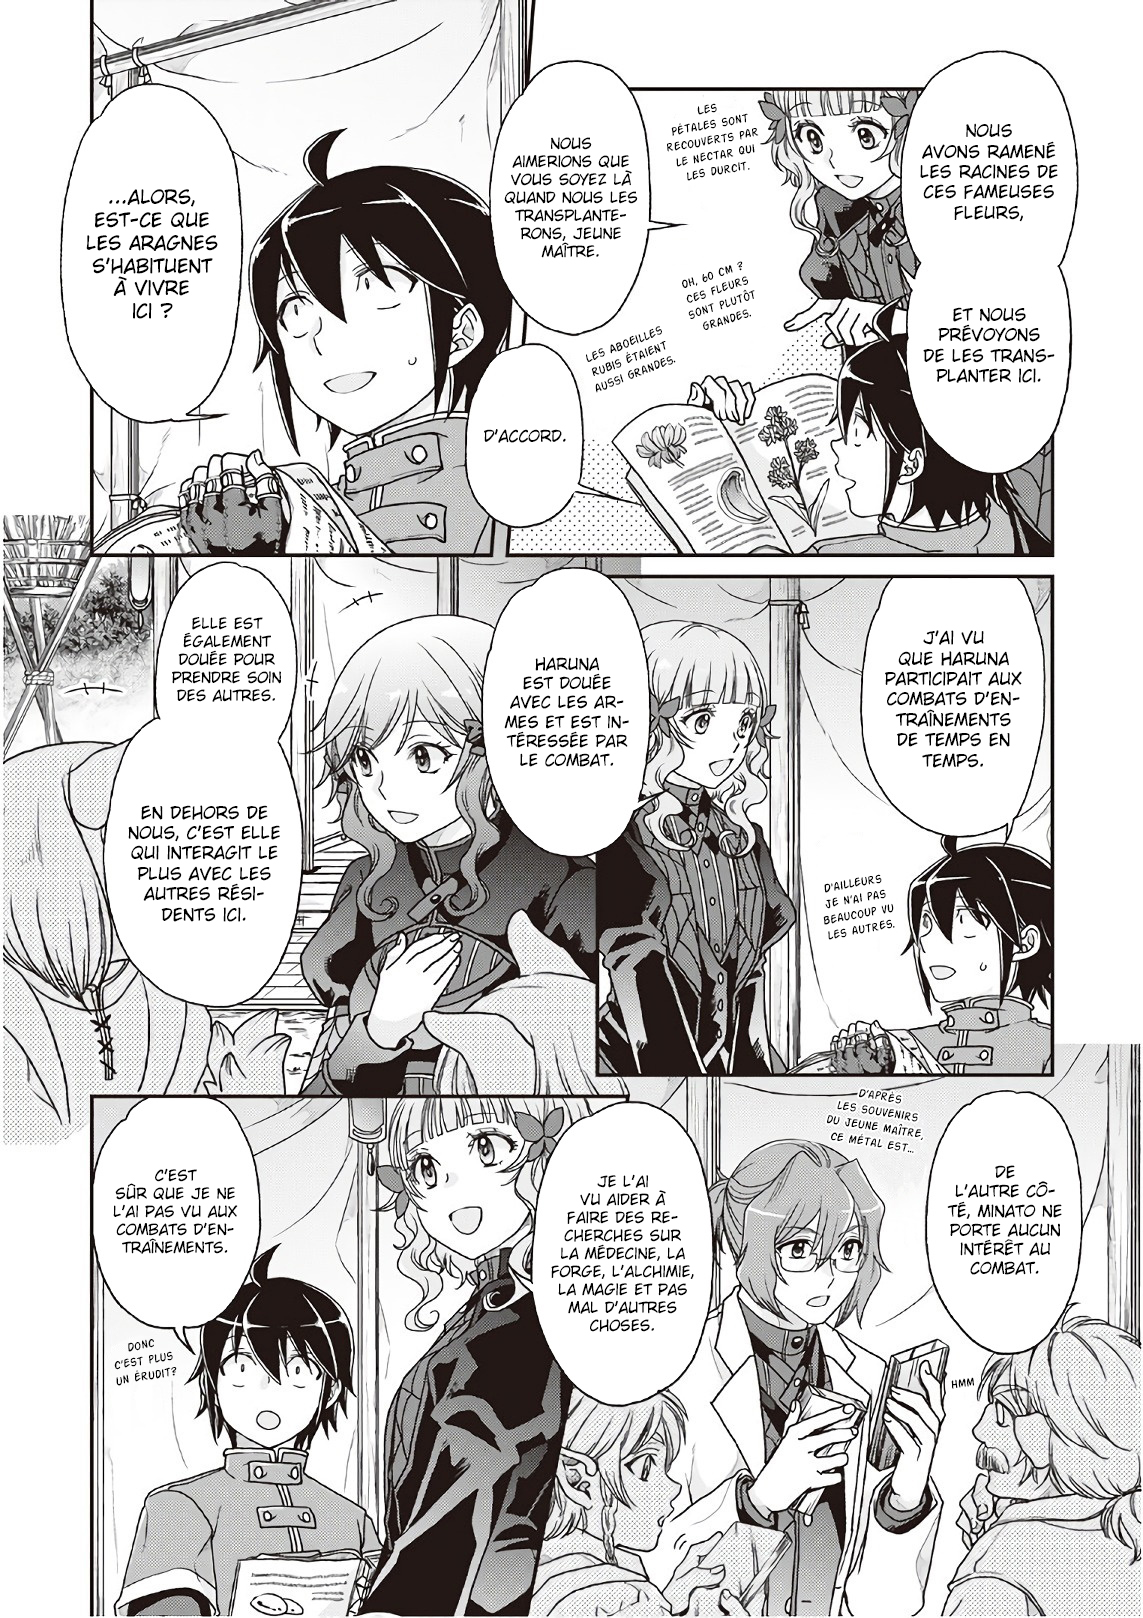 NOUS
AVONS RAMENÉ
LES RACINES DE
CES FAMEUSES
FLEURS,
ET NOUS
PRÉVOYONS
DE LES TRANS-
PLANTER ICI.
LES
PÉTALES SONT
RECOUVERTS PAR
LE NECTAR QUI
LES DURCIT.
NOUS
AIMERIONS QUE
VOUS SOYEZ LÀ
QUAND NOUS LES
TRANSPLANTE-
RONS, JEUNE
MAÎTRE.
OH, 60 CM ?
CES FLEURS
SONT PLUTÔT
GRANDES.
LES ABOEILLES
RUBIS ÉTAIENT
AUSSI GRANDES.
D'ACCORD.
...ALORS,
EST-CE QUE
LES ARAGNES
S'HABITUENT
À VIVRE
ICI ?
J'AI VU
QUE HARUNA
PARTICIPAIT AUX
COMBATS D'EN-
TRAÎNEMENTS
DE TEMPS EN
TEMPS.
D'AILLEURS
JE N'AI PAS
BEAUCOUP VU
LES AUTRES.
HARUNA
EST DOUÉE
AVEC LES AR-
MES ET EST IN-
TÉRESSÉE PAR
LE COMBAT.
ELLE EST
ÉGALEMENT
DOUÉE POUR
PRENDRE SOIN
DES AUTRES.
EN DEHORS DE
NOUS, C'EST ELLE
QUI INTERAGIT LE
PLUS AVEC LES
AUTRES RÉSI-
DENTS ICI.
DE
L'AUTRE CÔ-
TÉ, MINATO NE
PORTE AUCUN
INTÉRÊT AU
COMBAT.
D'APRÈS
LES SOUVENIRS
DU JEUNE MAÎTRE,
CE MÉTAL EST...
HMM
JE L'AI
VU AIDER À
FAIRE DES RE-
CHERCHES SUR
LA MÉDECINE, LA
FORGE, L'ALCHIMIE,
LA MAGIE ET PAS
MAL D'AUTRES
CHOSES.
C'EST
SÛR QUE JE NE
L'AI PAS VU AUX
COMBATS D'EN-
TRAÎNEMENTS.
DONC
C'EST PLUS
UN ÉRUDIT?